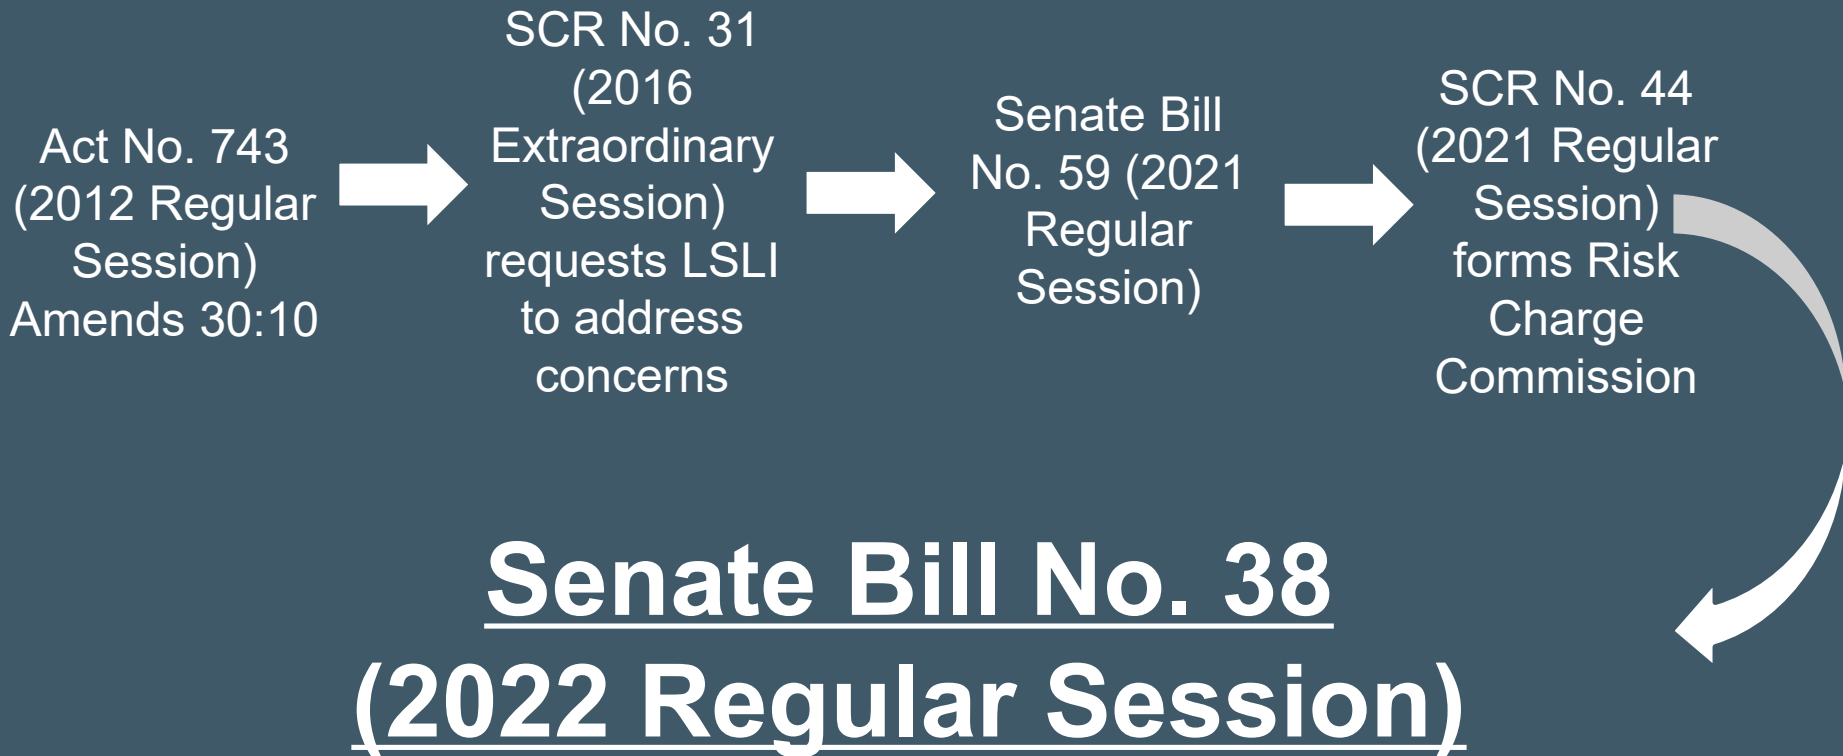 Act No. 743
(2012 Regular
Session)
Amends 30:10
SCR No. 31
(2016
Extraordinary
Session)
requests LSLI
to address
concerns
Senate Bill
No. 59 (2021
Regular
Session)
SCR No. 44
(2021 Regular
Session)
forms Risk
Charge
Commission
Senate Bill No. 38
(2022 Regular Session)